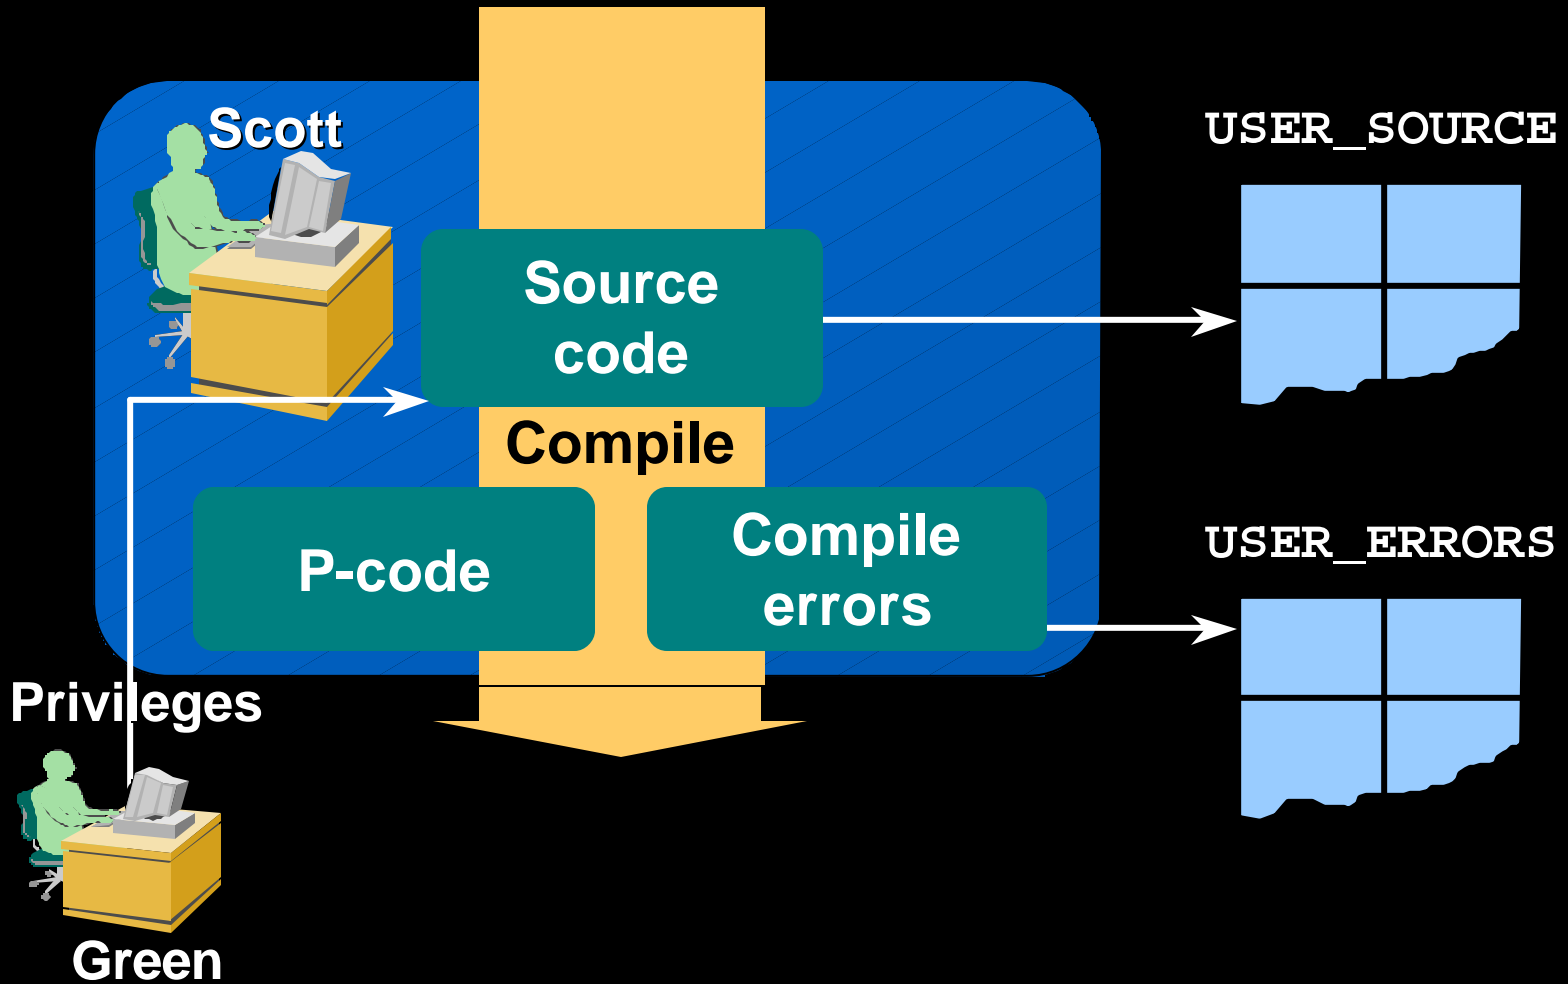 Scott
USER_SOURCE
Source
code
Compile
P-code
Compile
errors
USER_ERRORS
Privileges
Green